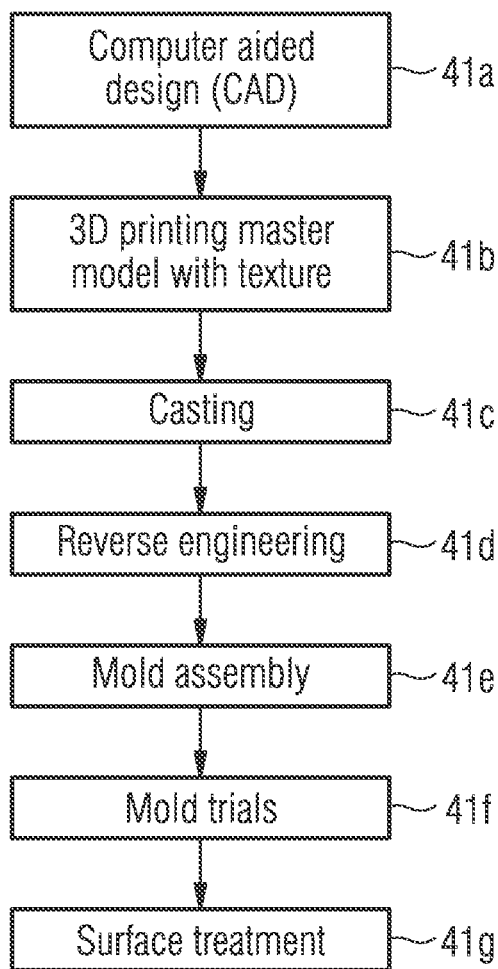 Computer aided
design (CAD)
41a
3D printing master
model with texture
41b
Casting
41c
Reverse engineering
41d
Mold assembly
41e
Mold trials
41f
Surface treatment
41g